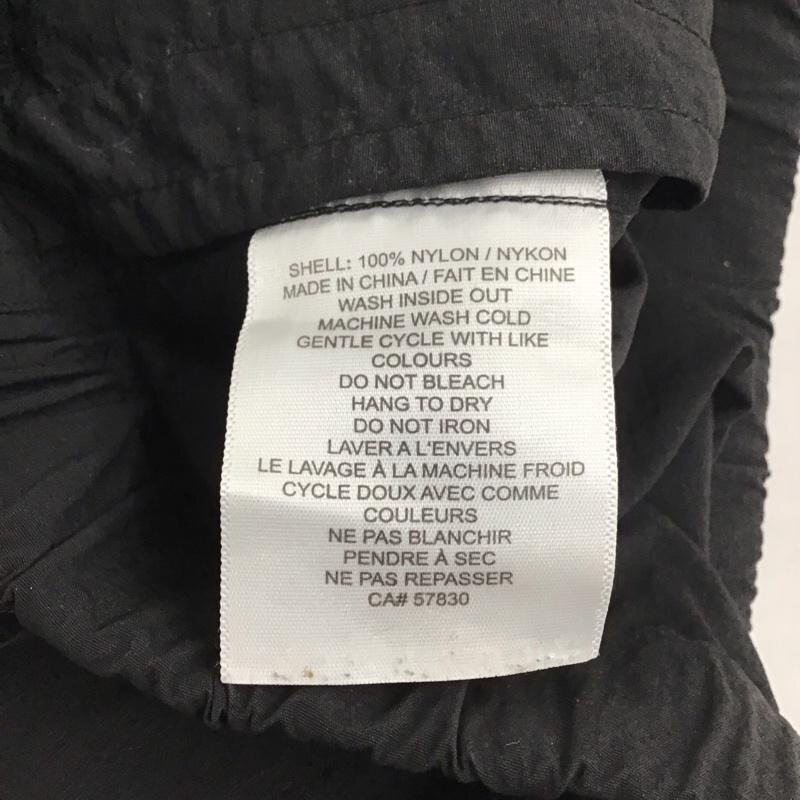 SHELL: 100% NYLON / NYKON
MADE IN CHINA / FAIT EN CHINE
WASH INSIDE OUT
MACHINE WASH COLD
GENTLE CYCLE WITH LIKE
COLOURS
DO NOT BLEACH
HANG TO DRY
DO NOT IRON
LAVER A L'ENVERS
LE LAVAGE À LA MACHINE FROID
CYCLE DOUX AVEC COMME
COULEURS
NE PAS BLANCHIR
PENDRE À SEC
NE PAS REPASSER
CA# 57830